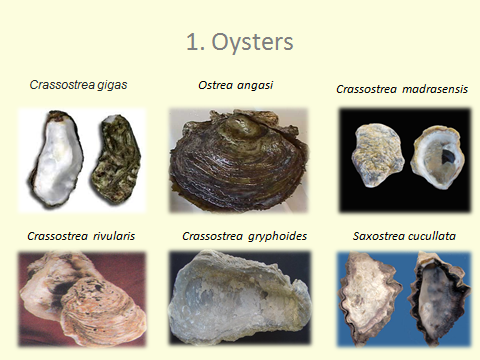 1. Oysters
Crassostrea gigas
Ostrea angasi
Crassostrea madrasensis
Crassostrea rivularis
Crassostrea gryphoides
Saxostrea cucullata